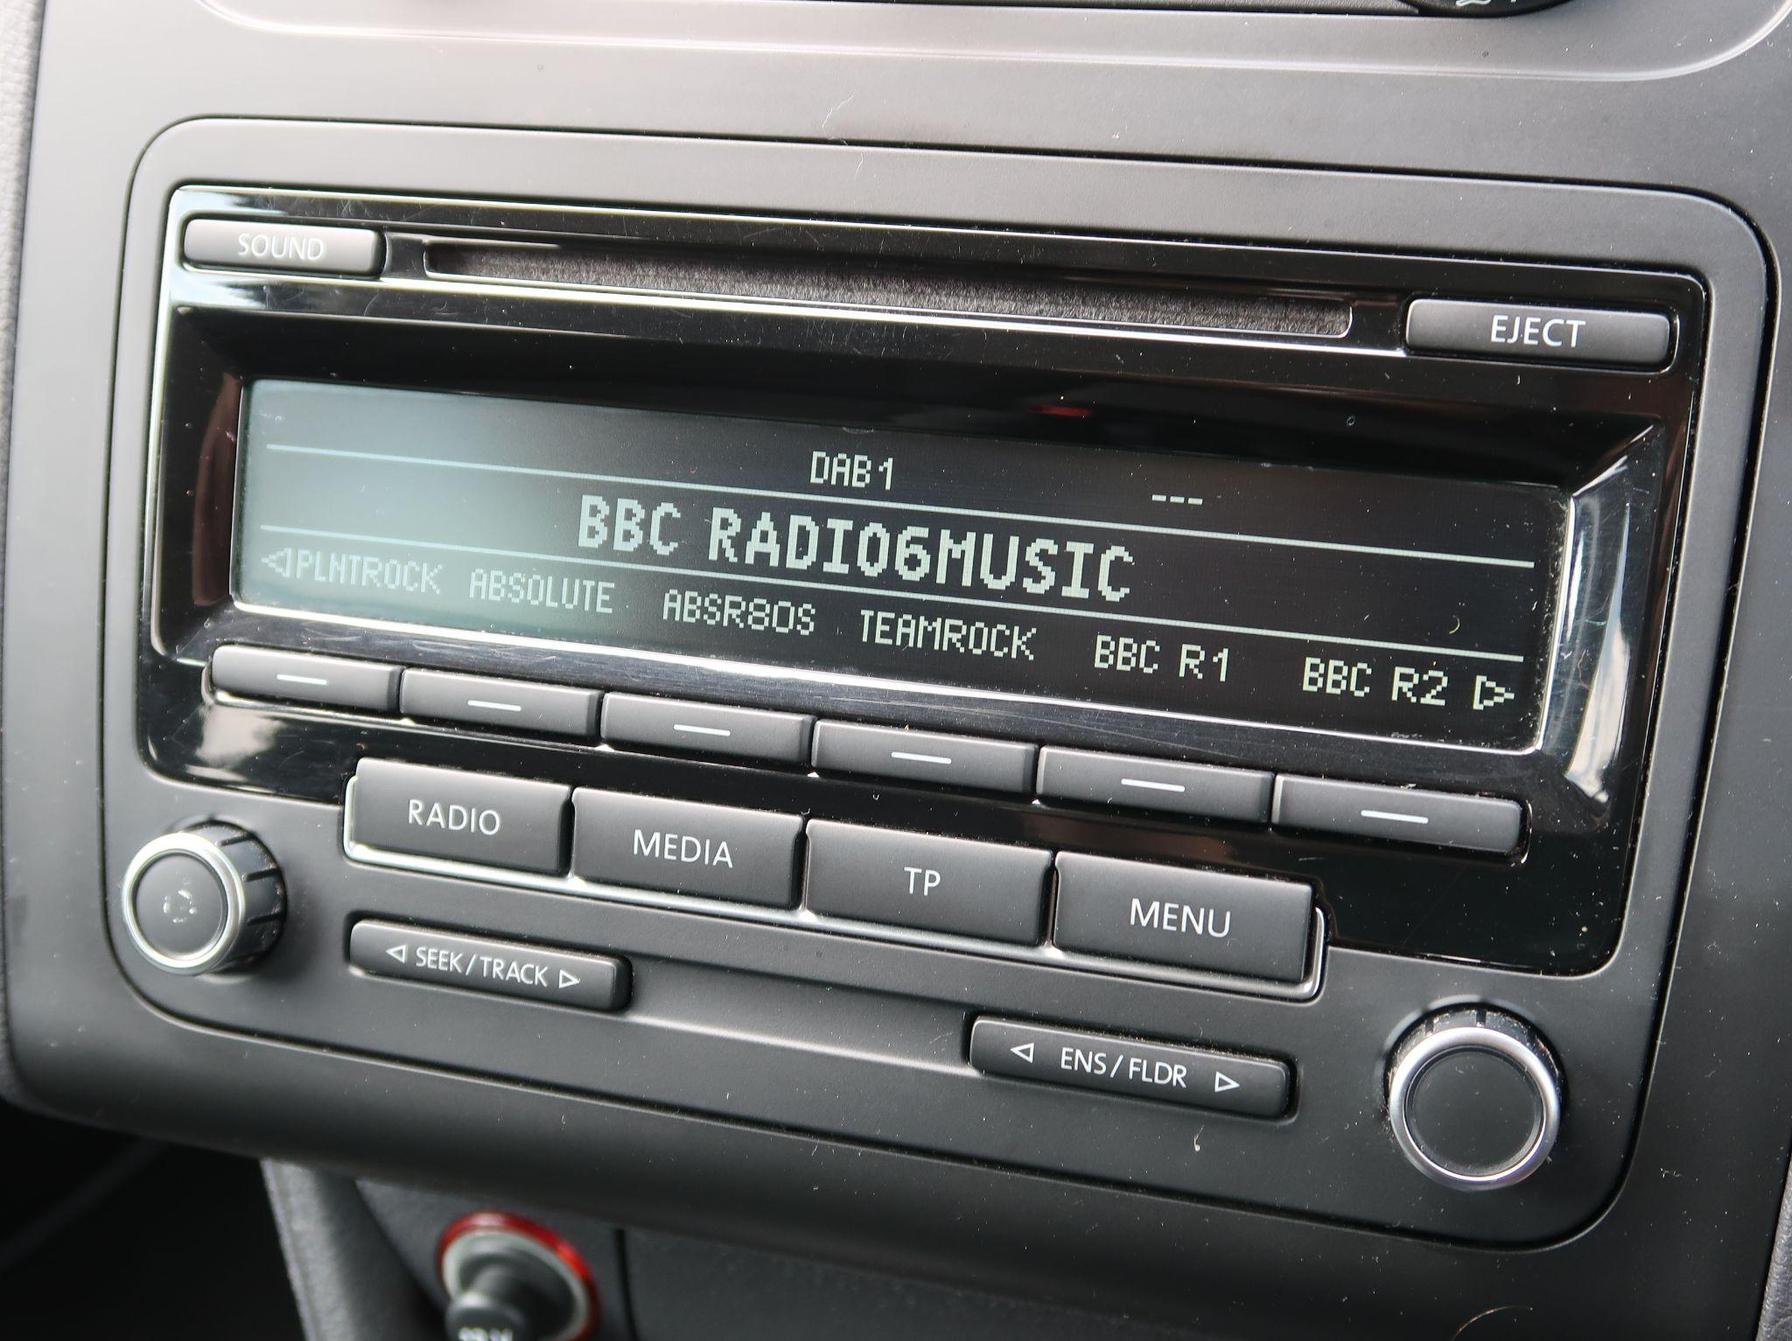 SOUND
EJECT
DAB1 ---
BBC RADIO6MUSIC
◁PLNTROCK ABSOLUTE ABSR80S TEAMROCK BBC R1 BBC R2 ▷
RADIO MEDIA TP MENU
◁ SEEK/TRACK ▷
◁ ENS/FLDR ▷